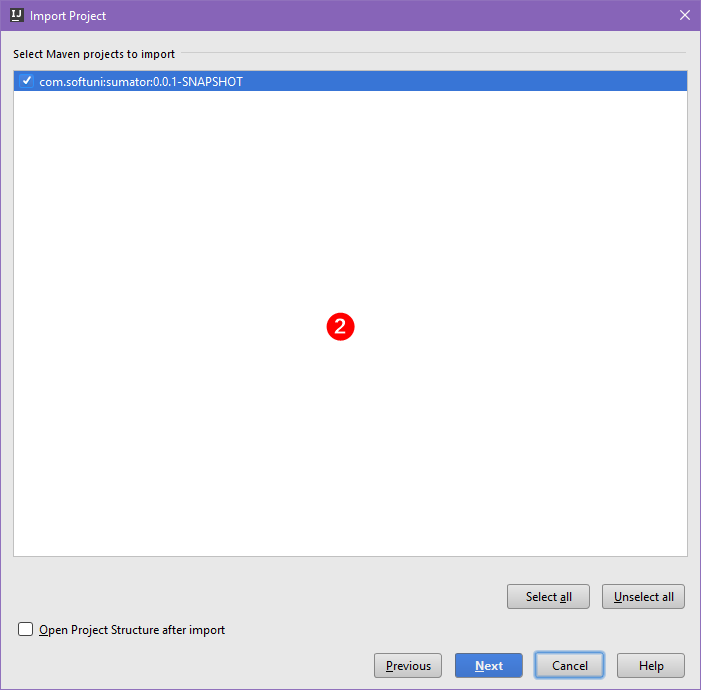 IJ Import Project
Select Maven projects to import
com.softuni:sumator:0.0.1-SNAPSHOT
2
Select all Unselect all
Open Project Structure after import
Previous Next Cancel Help